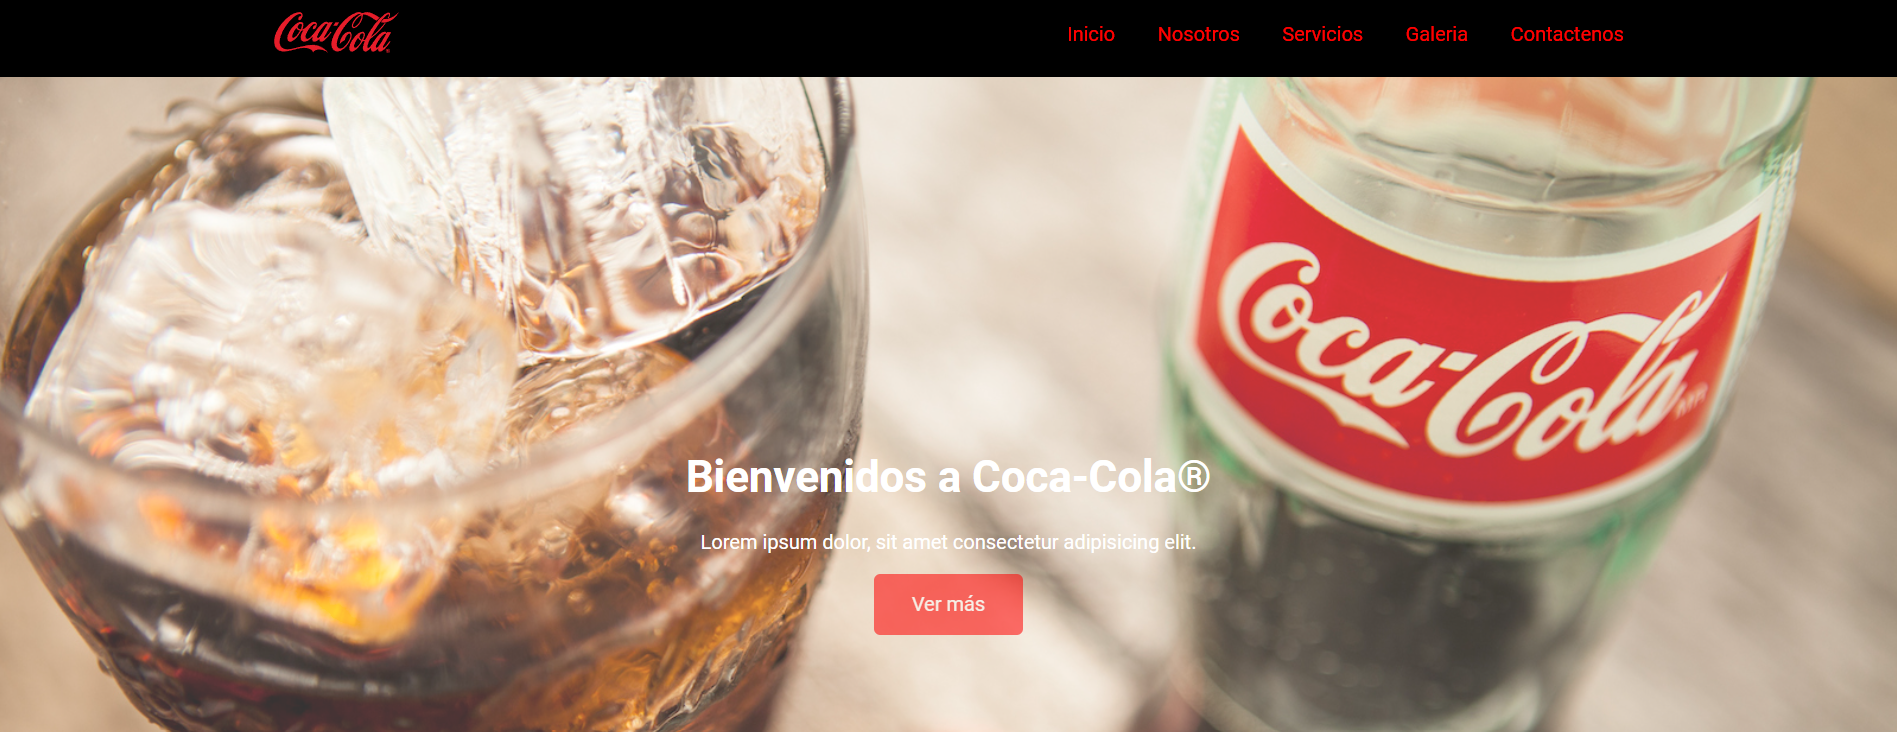 Coca-Cola
Inicio Nosotros Servicios Galeria Contactenos
Coca-Cola
MR
Bienvenidos a Coca-Cola®
Lorem ipsum dolor, sit amet consectetur adipisicing elit.
Ver más